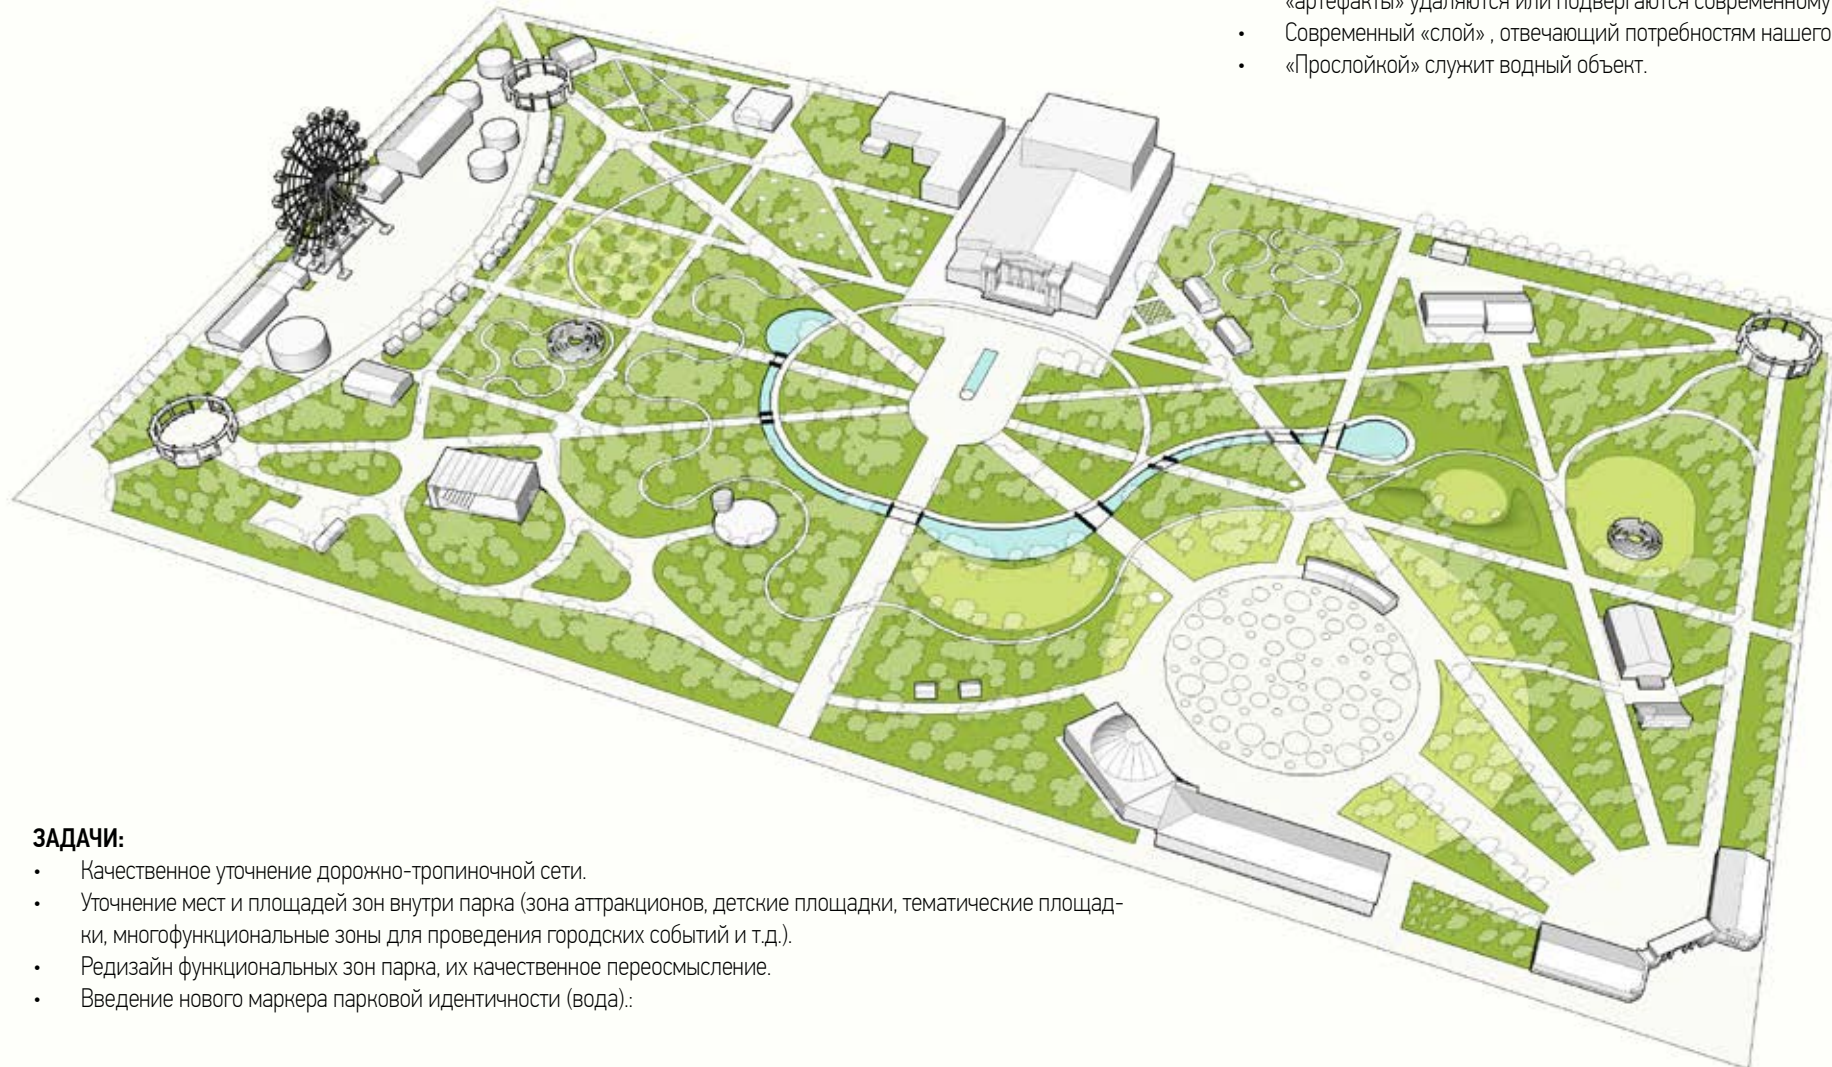 «артефакты» удаляются или подвергаются современному
• Современный «слой» , отвечающий потребностям нашего
• «Прослойкой» служит водный объект.
ЗАДАЧИ:
• Качественное уточнение дорожно-тропиночной сети.
• Уточнение мест и площадей зон внутри парка (зона аттракционов, детские площадки, тематические площад-
ки, многофункциональные зоны для проведения городских событий и т.д.).
• Редизайн функциональных зон парка, их качественное переосмысление.
• Введение нового маркера парковой идентичности (вода).: